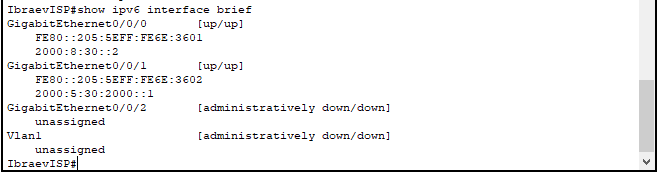 IbraevISP#show ipv6 interface brief
GigabitEthernet0/0/0 [up/up]
FE80::205:5EFF:FE6E:3601
2000:8:30::2
GigabitEthernet0/0/1 [up/up]
FE80::205:5EFF:FE6E:3602
2000:5:30:2000::1
GigabitEthernet0/0/2 [administratively down/down]
unassigned
Vlan1 [administratively down/down]
unassigned
IbraevISP#